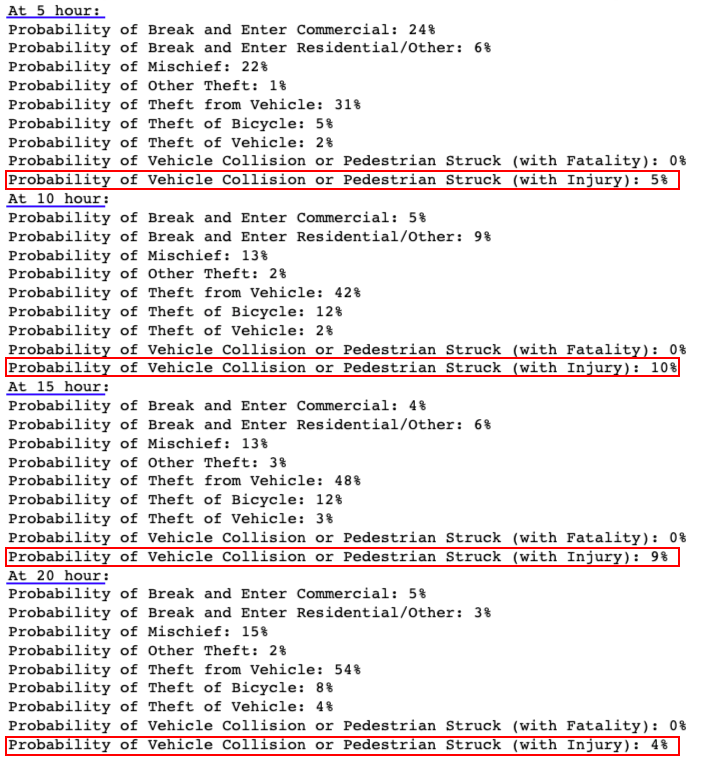 At 5 hour:
Probability of Break and Enter Commercial: 24%
Probability of Break and Enter Residential/Other: 6%
Probability of Mischief: 22%
Probability of Other Theft: 1%
Probability of Theft from Vehicle: 31%
Probability of Theft of Bicycle: 5%
Probability of Theft of Vehicle: 2%
Probability of Vehicle Collision or Pedestrian Struck (with Fatality): 0%
Probability of Vehicle Collision or Pedestrian Struck (with Injury): 5%
At 10 hour:
Probability of Break and Enter Commercial: 5%
Probability of Break and Enter Residential/Other: 9%
Probability of Mischief: 13%
Probability of Other Theft: 2%
Probability of Theft from Vehicle: 42%
Probability of Theft of Bicycle: 12%
Probability of Theft of Vehicle: 2%
Probability of Vehicle Collision or Pedestrian Struck (with Fatality): 0%
Probability of Vehicle Collision or Pedestrian Struck (with Injury): 10%
At 15 hour:
Probability of Break and Enter Commercial: 4%
Probability of Break and Enter Residential/Other: 6%
Probability of Mischief: 13%
Probability of Other Theft: 3%
Probability of Theft from Vehicle: 48%
Probability of Theft of Bicycle: 12%
Probability of Theft of Vehicle: 3%
Probability of Vehicle Collision or Pedestrian Struck (with Fatality): 0%
Probability of Vehicle Collision or Pedestrian Struck (with Injury): 9%
At 20 hour:
Probability of Break and Enter Commercial: 5%
Probability of Break and Enter Residential/Other: 3%
Probability of Mischief: 15%
Probability of Other Theft: 2%
Probability of Theft from Vehicle: 54%
Probability of Theft of Bicycle: 8%
Probability of Theft of Vehicle: 4%
Probability of Vehicle Collision or Pedestrian Struck (with Fatality): 0%
Probability of Vehicle Collision or Pedestrian Struck (with Injury): 4%